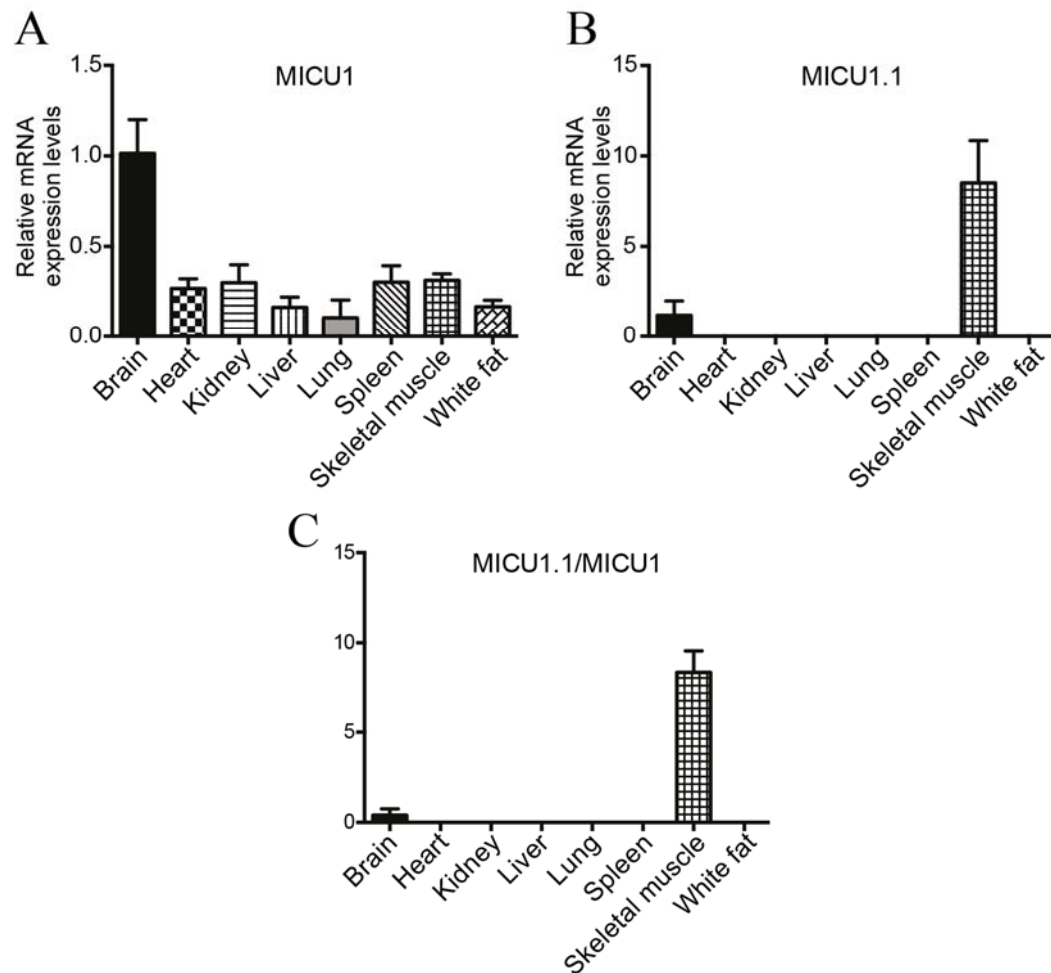 A
MICU1
Relative mRNA
expression levels
1.5
1.0
0.5
0.0
Brain
Heart
Kidney
Liver
Lung
Spleen
Skeletal muscle
White fat
B
MICU1.1
Relative mRNA
expression levels
15
10
5
0
Brain
Heart
Kidney
Liver
Lung
Spleen
Skeletal muscle
White fat
C
MICU1.1/MICU1
15
10
5
0
Brain
Heart
Kidney
Liver
Lung
Spleen
Skeletal muscle
White fat